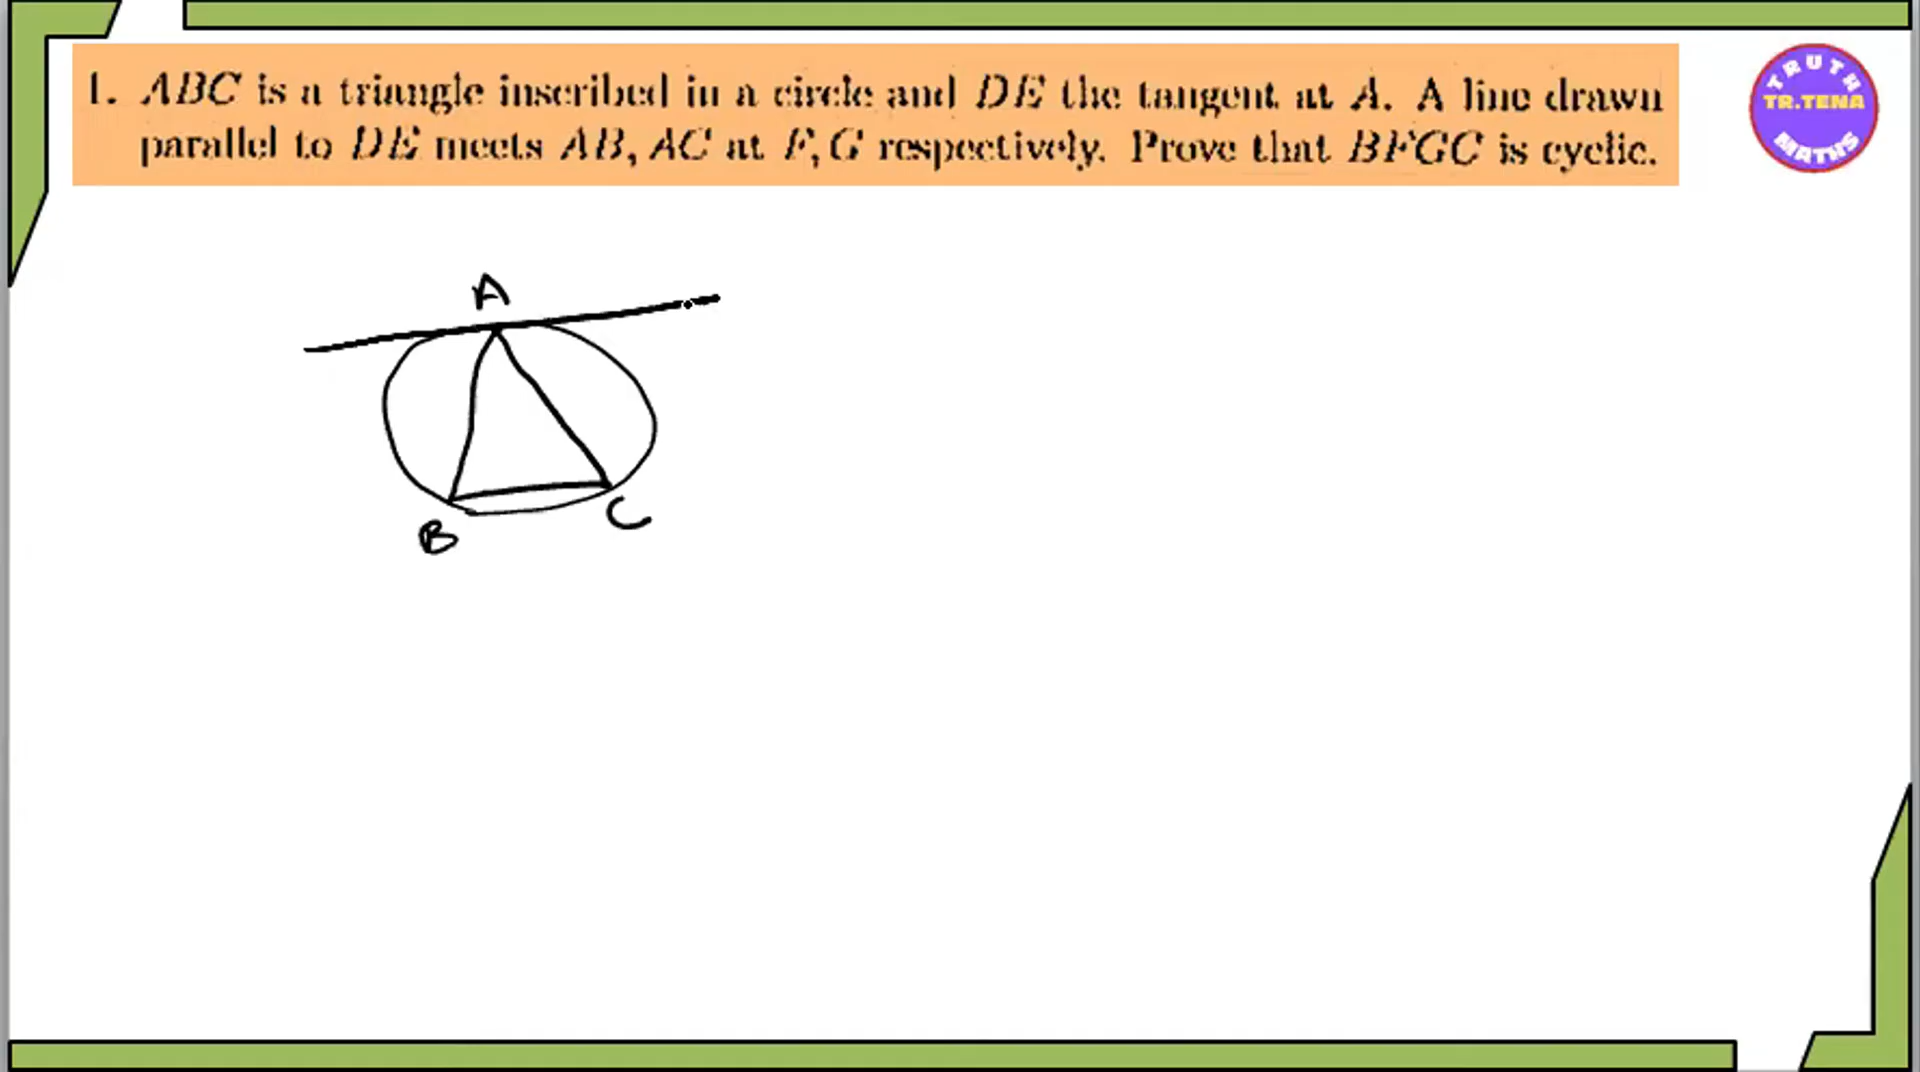 1. ABC is a triangle inscribed in a circle and DE the tangent at A. A line drawn
parallel to DE meets AB, AC at F, G respectively. Prove that BFGC is cyclic.
TRUTH
TR.TENA
MATHS
A
B
C